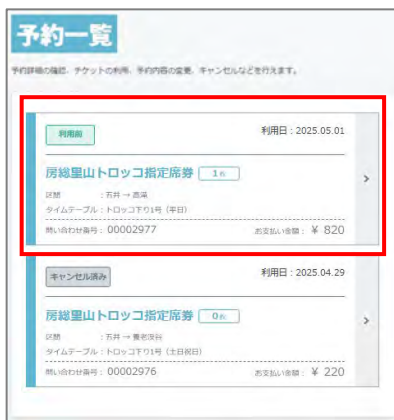 予約一覧
予約詳細の確認、チケットの利用、予約内容の変更、キャンセルなどを行えます。
利用前
利用日：2025.05.01
房総里山トロッコ指定席券 1名
区間 ：五井 → 高滝
タイムテーブル：トロッコ下り1号（平日）
問い合わせ番号：00002977
お支払い金額：￥ 820
キャンセル済み
利用日：2025.04.29
房総里山トロッコ指定席券 0名
区間 ：五井 → 養老渓谷
タイムテーブル：トロッコ下り1号（土日祝日）
問い合わせ番号：00002976
お支払い金額：￥ 220